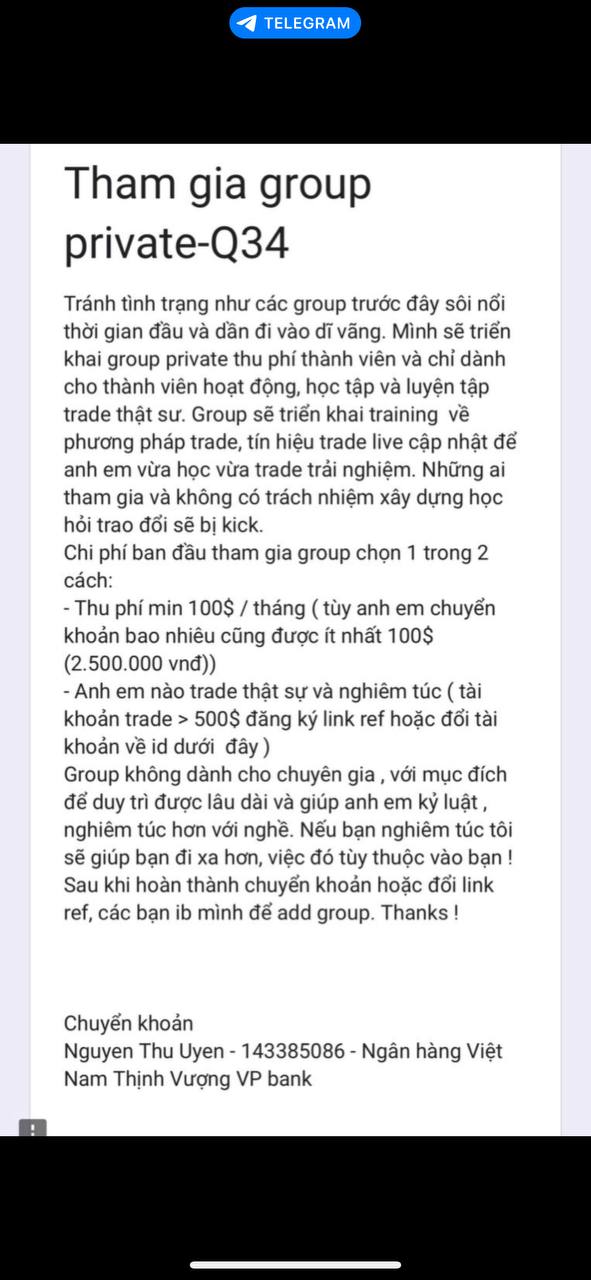 TELEGRAM
Tham gia group
private-Q34
Tránh tình trạng như các group trước đây sôi nổi
thời gian đầu và dần đi vào dĩ vãng. Mình sẽ triển
khai group private thu phí thành viên và chỉ dành
cho thành viên hoạt động, học tập và luyện tập
trade thật sư. Group sẽ triển khai training về
phương pháp trade, tín hiệu trade live cập nhật để
anh em vừa học vừa trade trải nghiệm. Những ai
tham gia và không có trách nhiệm xây dựng học
hỏi trao đổi sẽ bị kick.
Chi phí ban đầu tham gia group chọn 1 trong 2
cách:
- Thu phí min 100$ / tháng ( tùy anh em chuyển
khoản bao nhiêu cũng được ít nhất 100$
(2.500.000 vnđ))
- Anh em nào trade thật sự và nghiêm túc ( tài
khoản trade > 500$ đăng ký link ref hoặc đổi tài
khoản về id dưới đây )
Group không dành cho chuyên gia , với mục đích
để duy trì được lâu dài và giúp anh em kỷ luật ,
nghiêm túc hơn với nghề. Nếu bạn nghiêm túc tôi
sẽ giúp bạn đi xa hơn, việc đó tùy thuộc vào bạn !
Sau khi hoàn thành chuyển khoản hoặc đổi link
ref, các bạn ib mình để add group. Thanks !
Chuyển khoản
Nguyen Thu Uyen - 143385086 - Ngân hàng Việt
Nam Thịnh Vượng VP bank